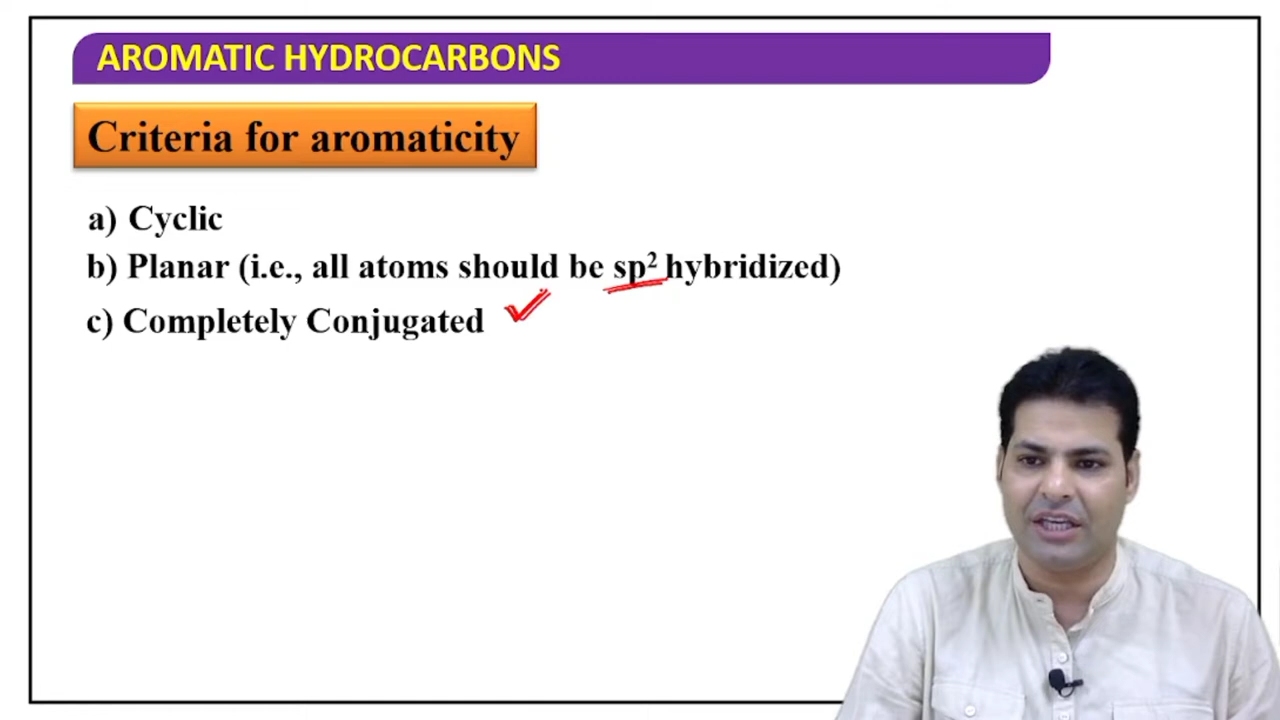 AROMATIC HYDROCARBONS
Criteria for aromaticity
a) Cyclic
b) Planar (i.e., all atoms should be sp² hybridized)
c) Completely Conjugated